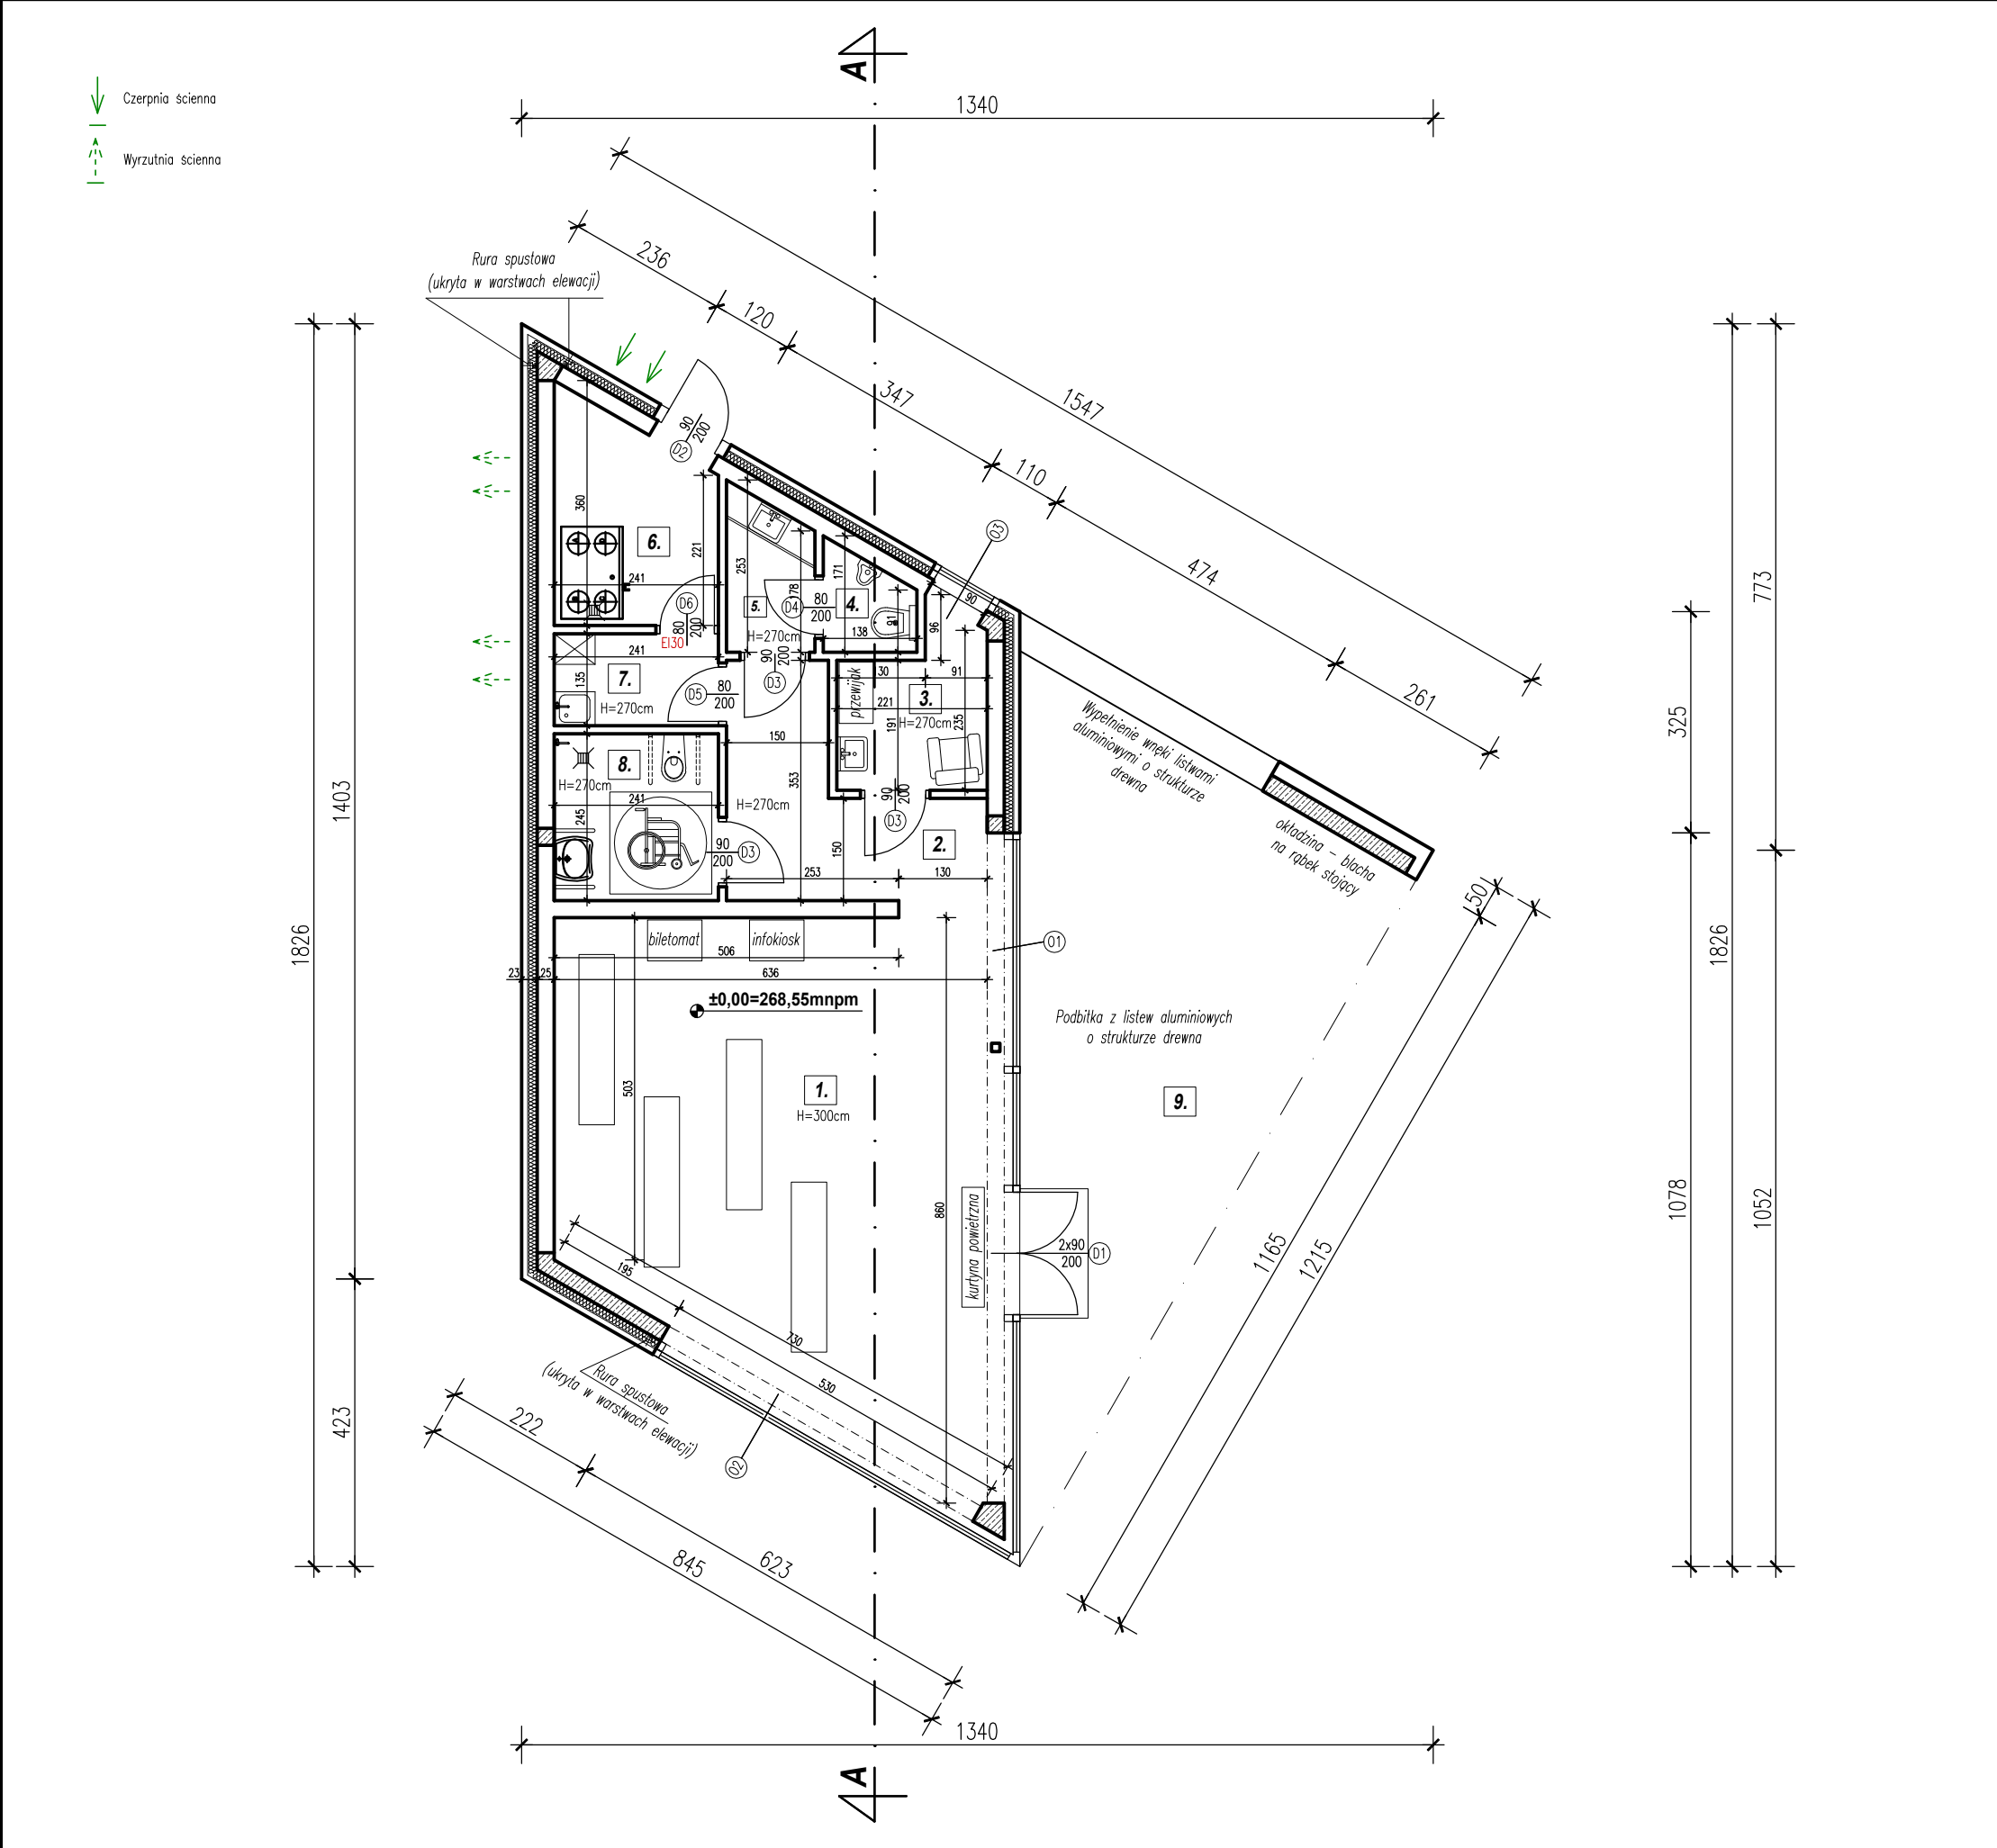 A
1340
Czerpnia ścienna
Wyrzutnia ścienna
236
120
347
1547
110
474
261
Rura spustowa
(ukryta w warstwach elewacji)
90
200
D2
03
360
6.
221
241
253
178
171
5.
D4
80
200
4.
91
138
96
90
D6
80
200
EI30
H=270cm
241
135
7.
H=270cm
D5
80
200
90
200
D3
przewijak
130
91
3.
221
H=270cm
191
235
150
8.
H=270cm
353
H=270cm
241
245
90
200
D3
90
200
D3
2.
150
253
130
Wypełnienie wnęki listwami
aluminiowymi o strukturze
drewna
okładzina - blacha
na rąbek stojący
50
773
325
1403
1826
1826
1078
1052
423
biletomat
infokiosk
506
23
25
636
01
±0,00=268,55mnpm
Podbitka z listew aluminiowych
o strukturze drewna
503
1.
H=300cm
9.
860
kurtyna powietrzna
2x90
200
D1
1165
1215
195
730
530
Rura spustowa
(ukryta w warstwach elewacji)
02
222
623
845
1340
A